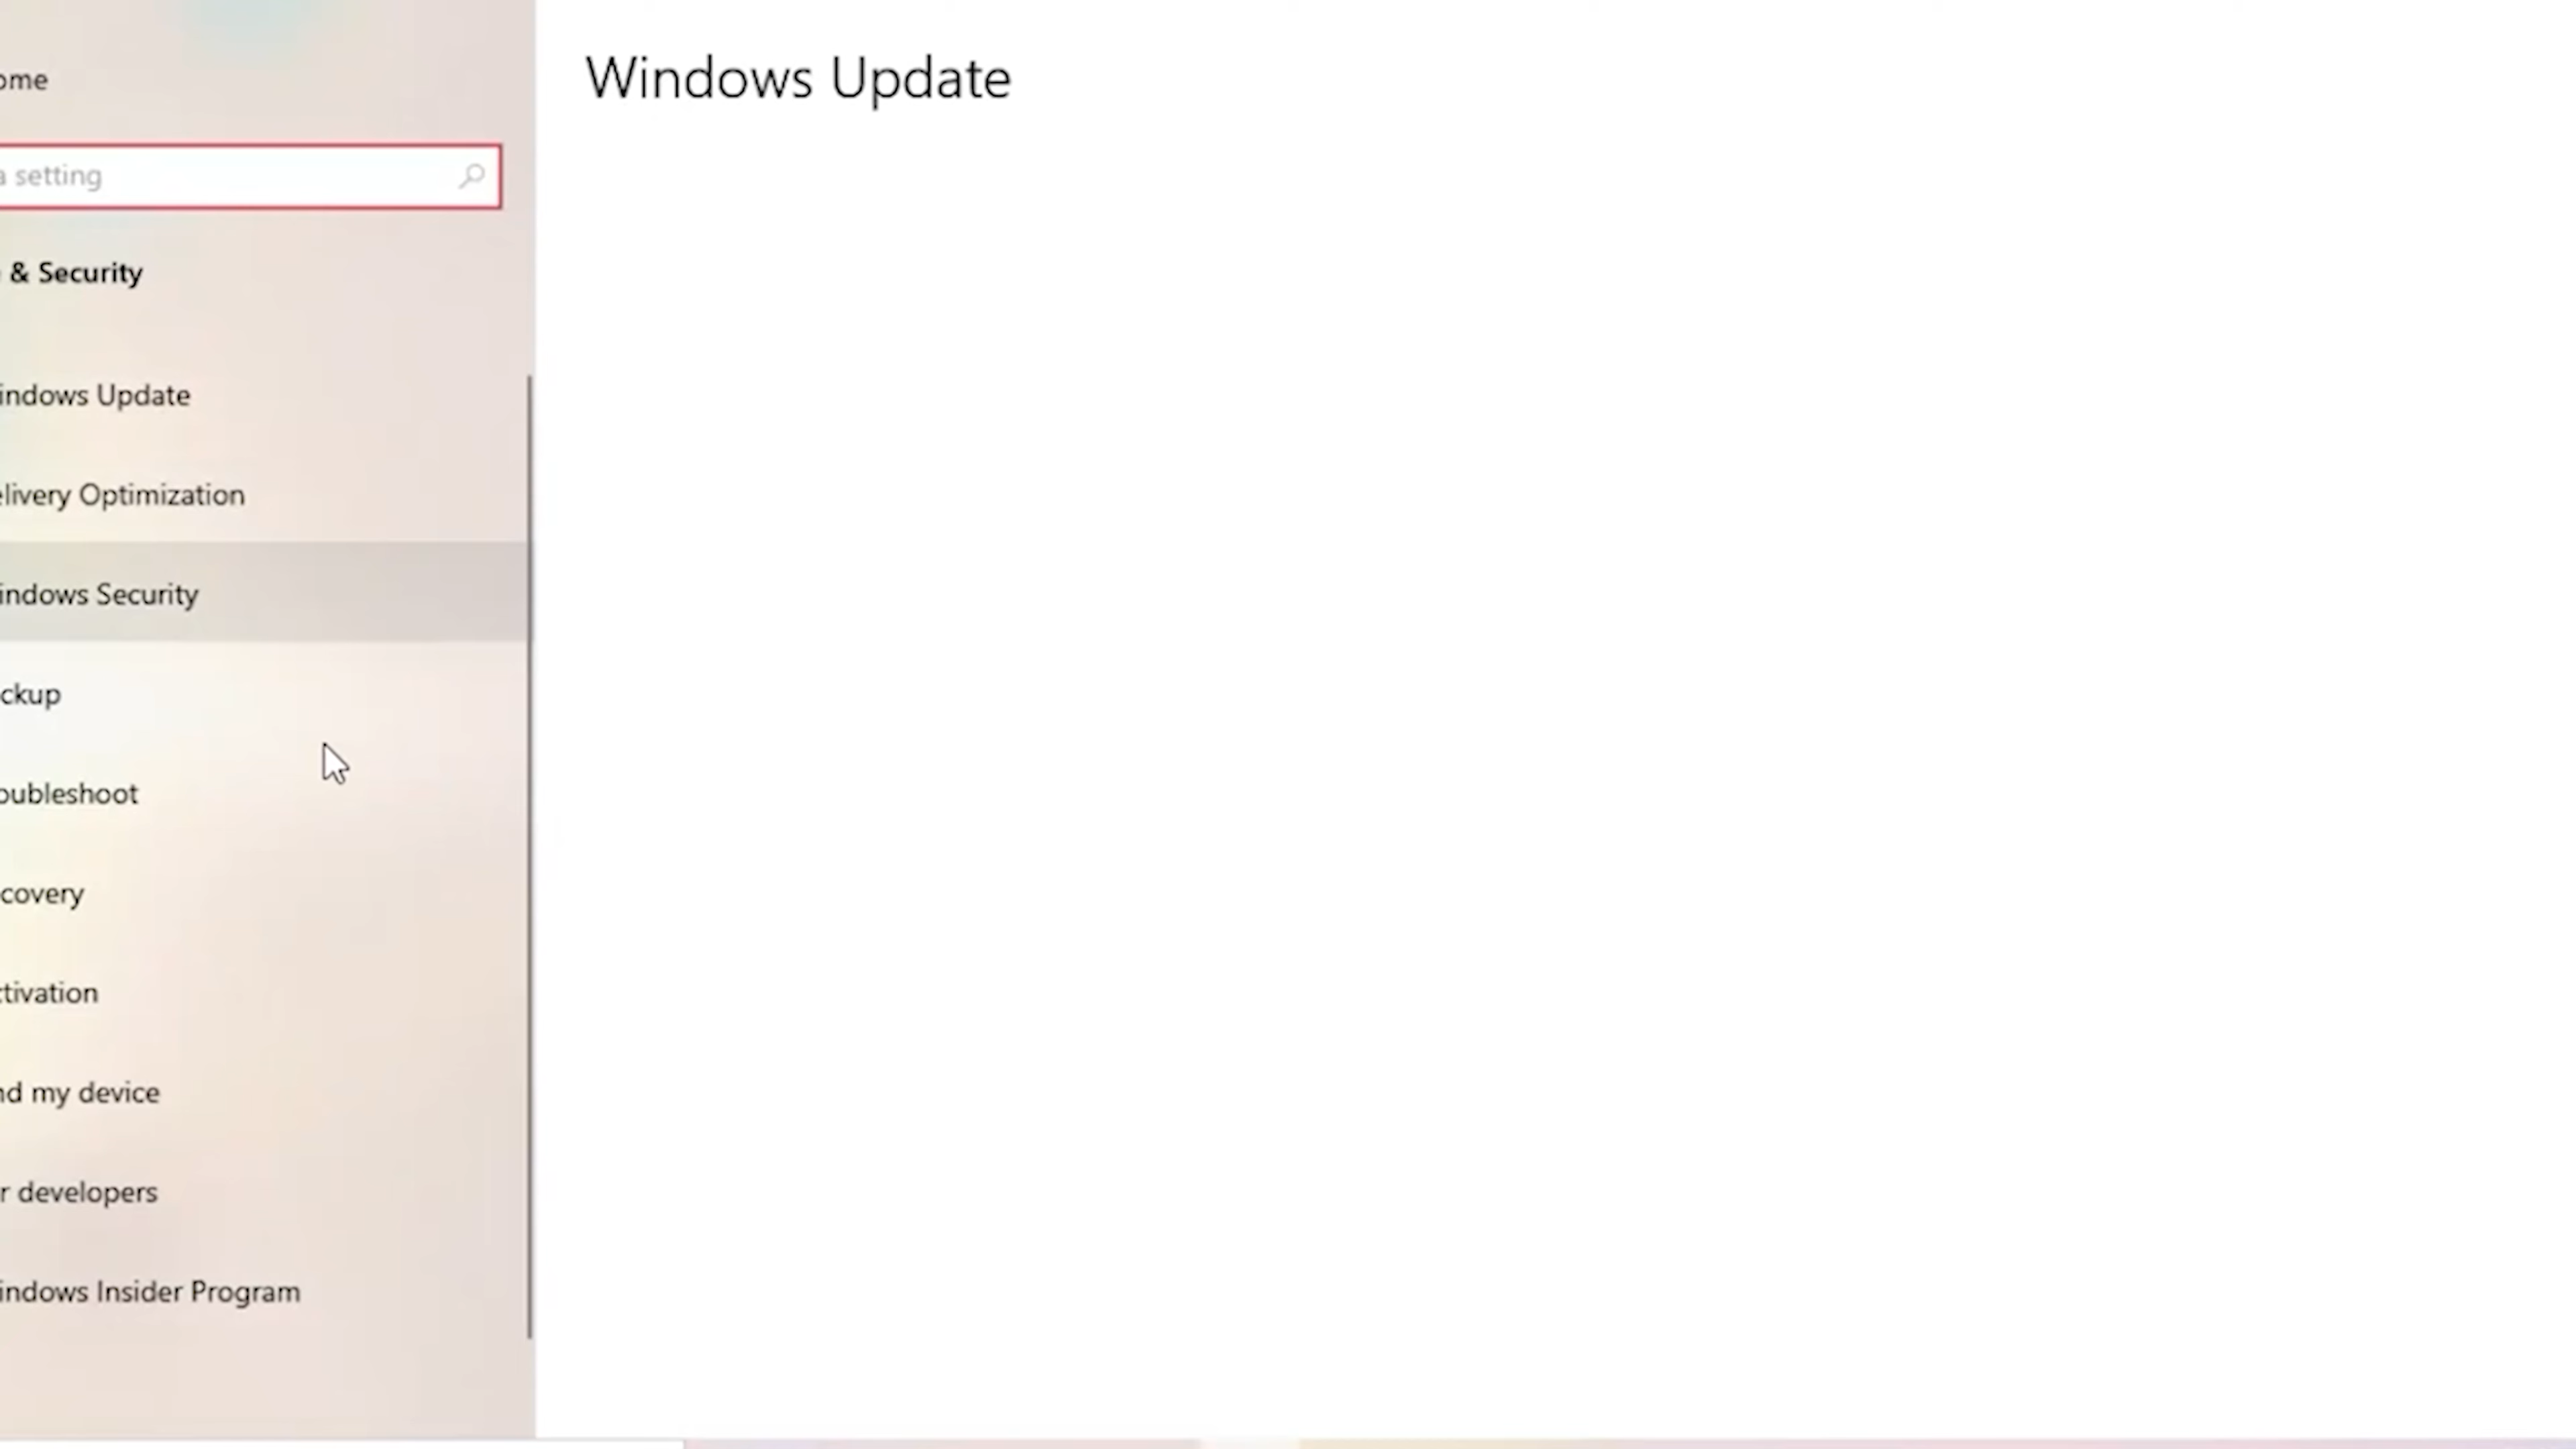 ome
Windows Update
a setting
& Security
indows Update
elivery Optimization
indows Security
ckup
oubleshoot
covery
ctivation
nd my device
r developers
indows Insider Program